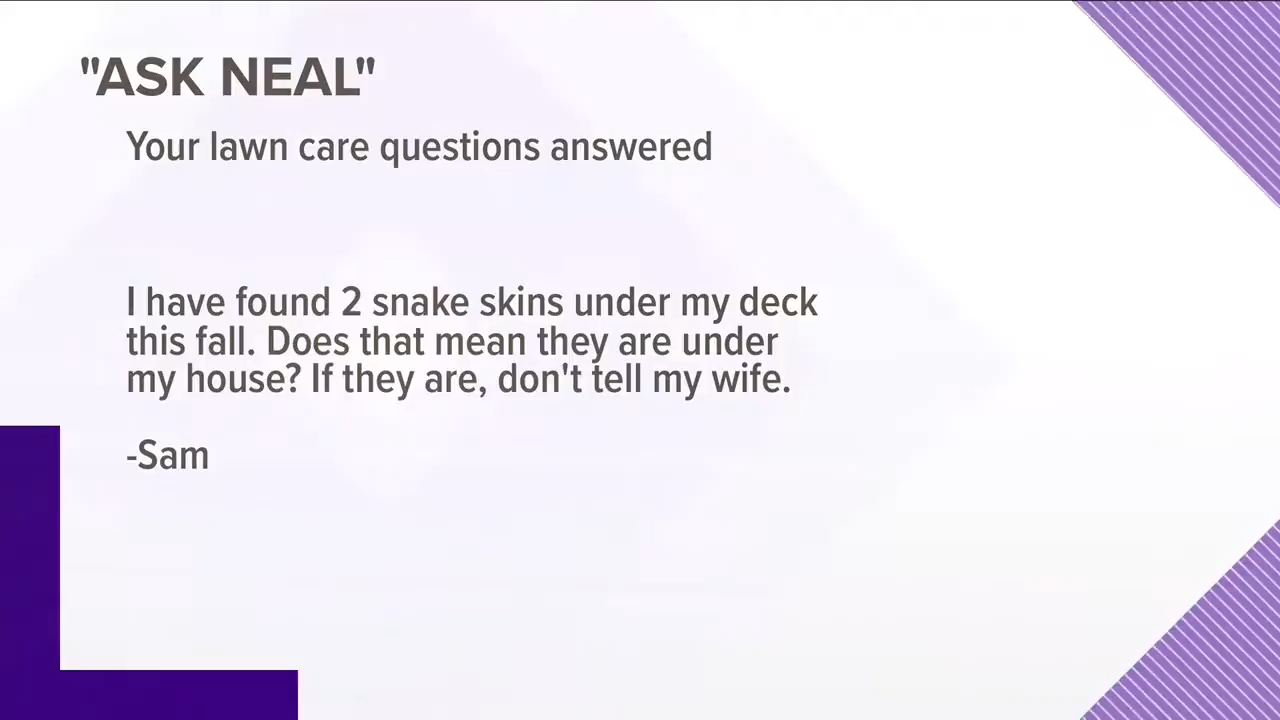 "ASK NEAL"
Your lawn care questions answered
I have found 2 snake skins under my deck
this fall. Does that mean they are under
my house? If they are, don't tell my wife.
-Sam